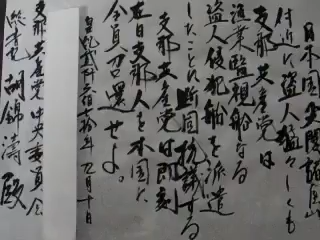 日本国尖閣諸島
付近に盗人猛々しくも
支那共産党は
漁業監視船なる
盗人侵犯船を派遣
したことに断固抗議する
支那共産党は即刻
在日支那人を本国に
全員召還せよ。
皇紀弐阡六百七拾年 九月十日
支那共産党中央委員会
総書記 胡錦濤殿